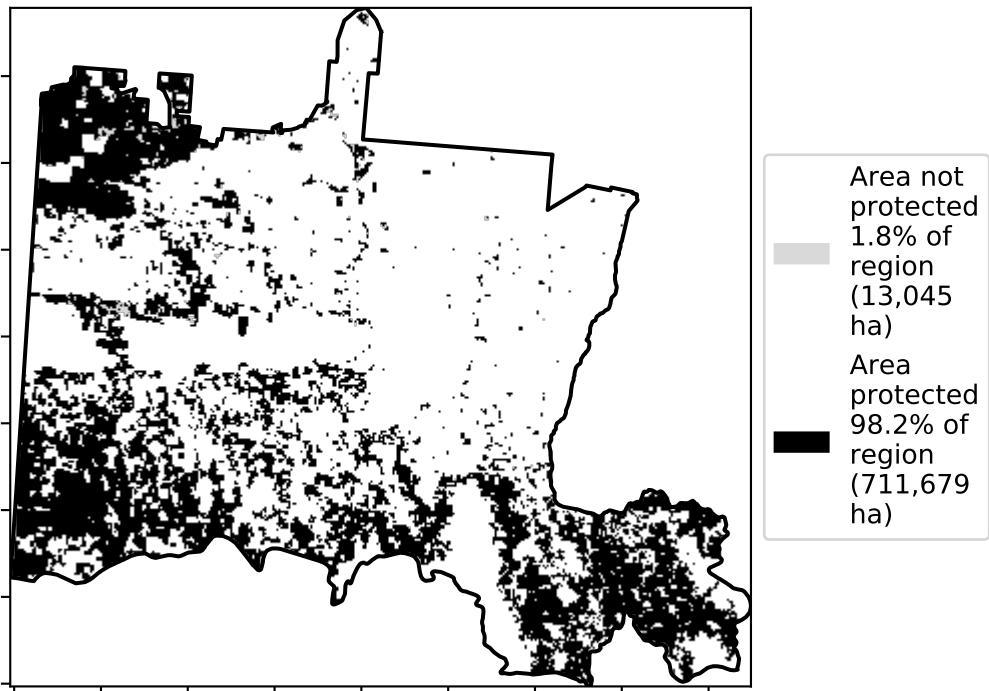 Area not
protected
1.8% of
region
(13,045
ha)
Area
protected
98.2% of
region
(711,679
ha)